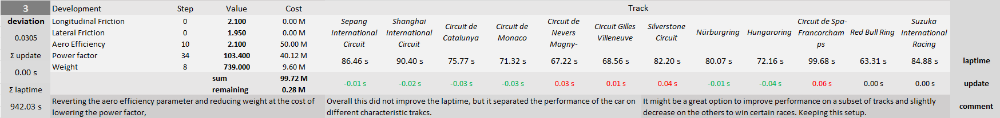 3 Development Step Value Cost Track
deviation
0.0305
Σ update
0.00 s
Σ laptime
942.03 s
Longitudinal Friction 0 2.100 0.00 M
Lateral Friction 0 1.950 0.00 M
Aero Efficiency 10 2.100 50.00 M
Power factor 34 103.400 40.12 M
Weight 8 739.000 9.60 M
sum 99.72 M
remaining 0.28 M
Sepang
International
Circuit
Shanghai
International
Circuit
Circuit de
Catalunya
Circuit de
Monaco
Circuit de
Nevers
Magny-
Circuit Gilles
Villeneuve
Silverstone
Circuit
Nürburgring
Hungaroring
Circuit de Spa-
Francorcham
ps
Red Bull Ring
Suzuka
International
Racing
86.46 s 90.40 s 75.77 s 71.32 s 67.22 s 68.56 s 82.20 s 80.07 s 72.16 s 99.68 s 63.31 s 84.88 s laptime
-0.01 s -0.02 s -0.03 s -0.03 s 0.03 s 0.01 s 0.04 s -0.01 s -0.04 s 0.06 s 0.00 s 0.00 s update
Reverting the aero efficiency parameter and reducing weight at the cost of
lowering the power factor,
Overall this did not improve the laptime, but it separated the performance of the car on
different characteristic trakcs.
It might be a great option to improve performance on a subset of tracks and slightly
decrease on the others to win certain races. Keeping this setup.
comment